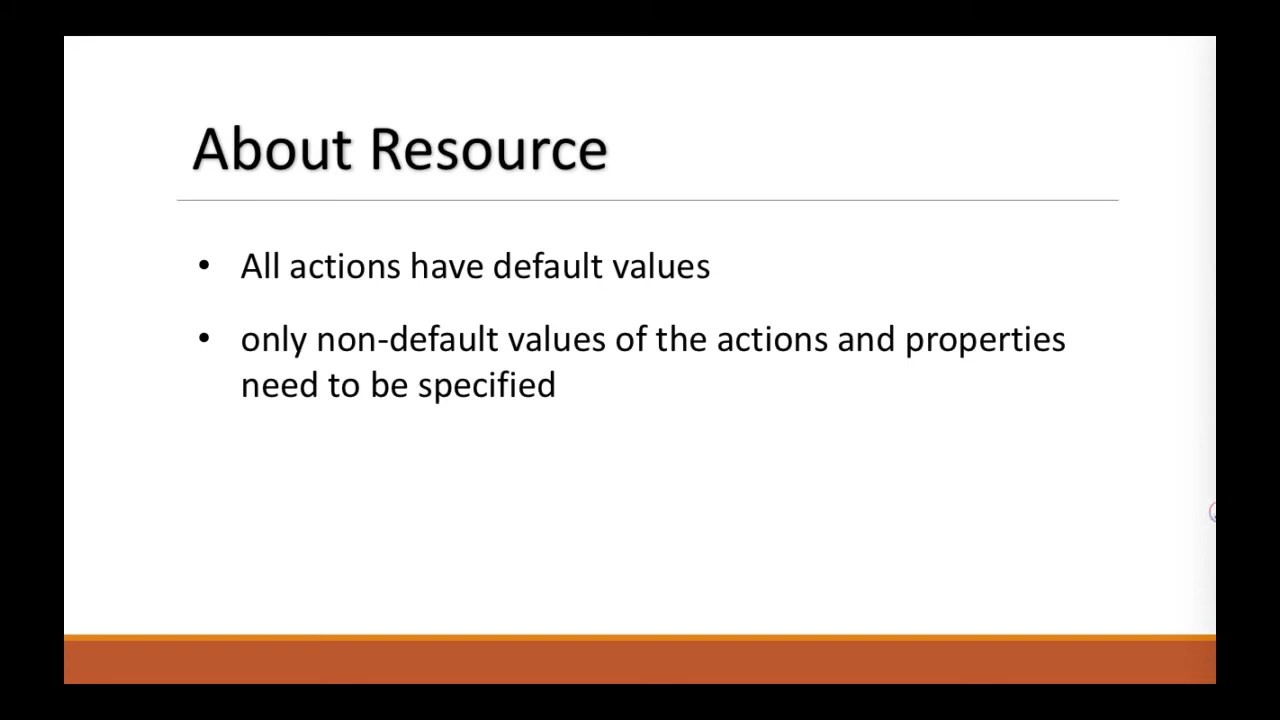 About Resource
• All actions have default values
• only non-default values of the actions and properties
need to be specified